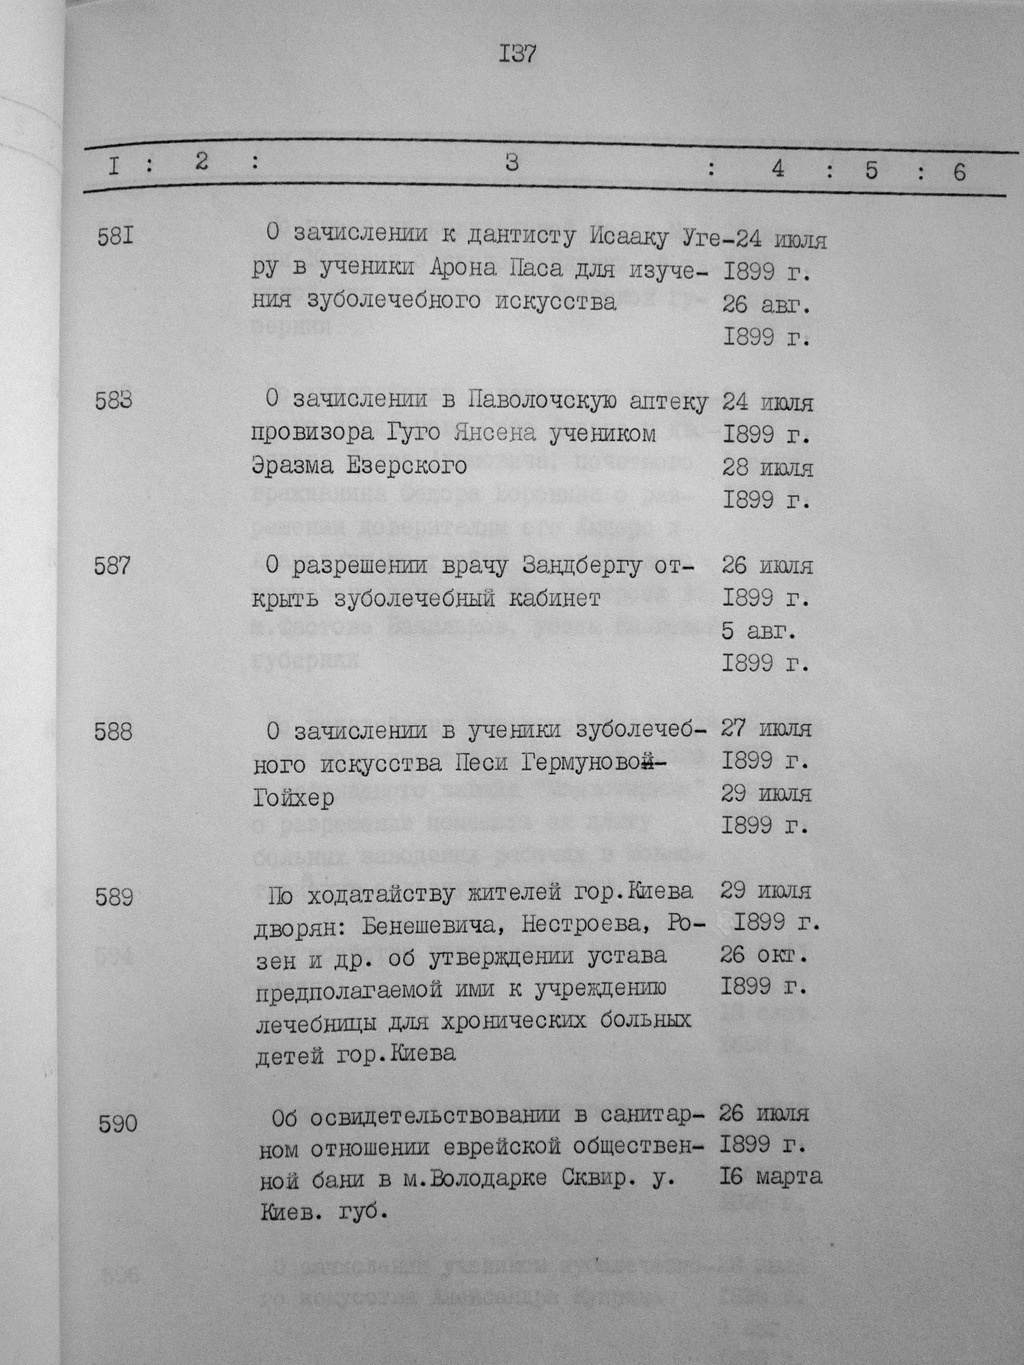 137
I : 2 : 3 : 4 : 5 : 6
581 О зачислении к дантисту Исааку Уге-24 июля
ру в ученики Арона Паса для изуче- 1899 г.
ния зуболечебного искусства 26 авг.
1899 г.
583 О зачислении в Паволочскую аптеку 24 июля
провизора Гуго Янсена учеником 1899 г.
Эразма Езерского 28 июля
1899 г.
587 О разрешении врачу Зандбергу от- 26 июля
крыть зуболечебный кабинет 1899 г.
5 авг.
1899 г.
588 О зачислении в ученики зуболечеб- 27 июля
ного искусства Песи Гермуновой- 1899 г.
Гойхер 29 июля
1899 г.
589 По ходатайству жителей гор.Киева 29 июля
дворян: Бенешевича, Нестроева, Ро- 1899 г.
зен и др. об утверждении устава 26 окт.
предполагаемой ими к учреждению 1899 г.
лечебницы для хронических больных
детей гор.Киева
590 Об освидетельствовании в санитар- 26 июля
ном отношении еврейской обществен- 1899 г.
ной бани в м.Володарке Сквир. у. 16 марта
Киев. губ.